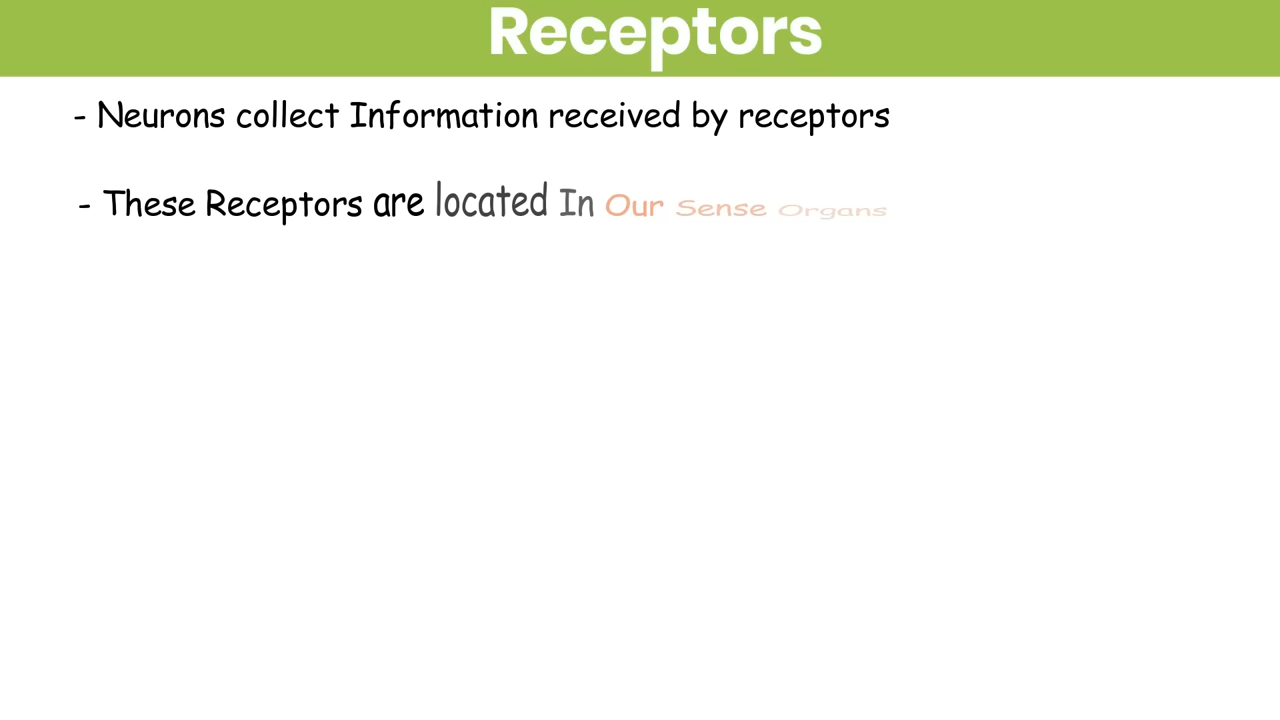 Receptors
- Neurons collect Information received by receptors
- These Receptors are located In Our Sense Organs